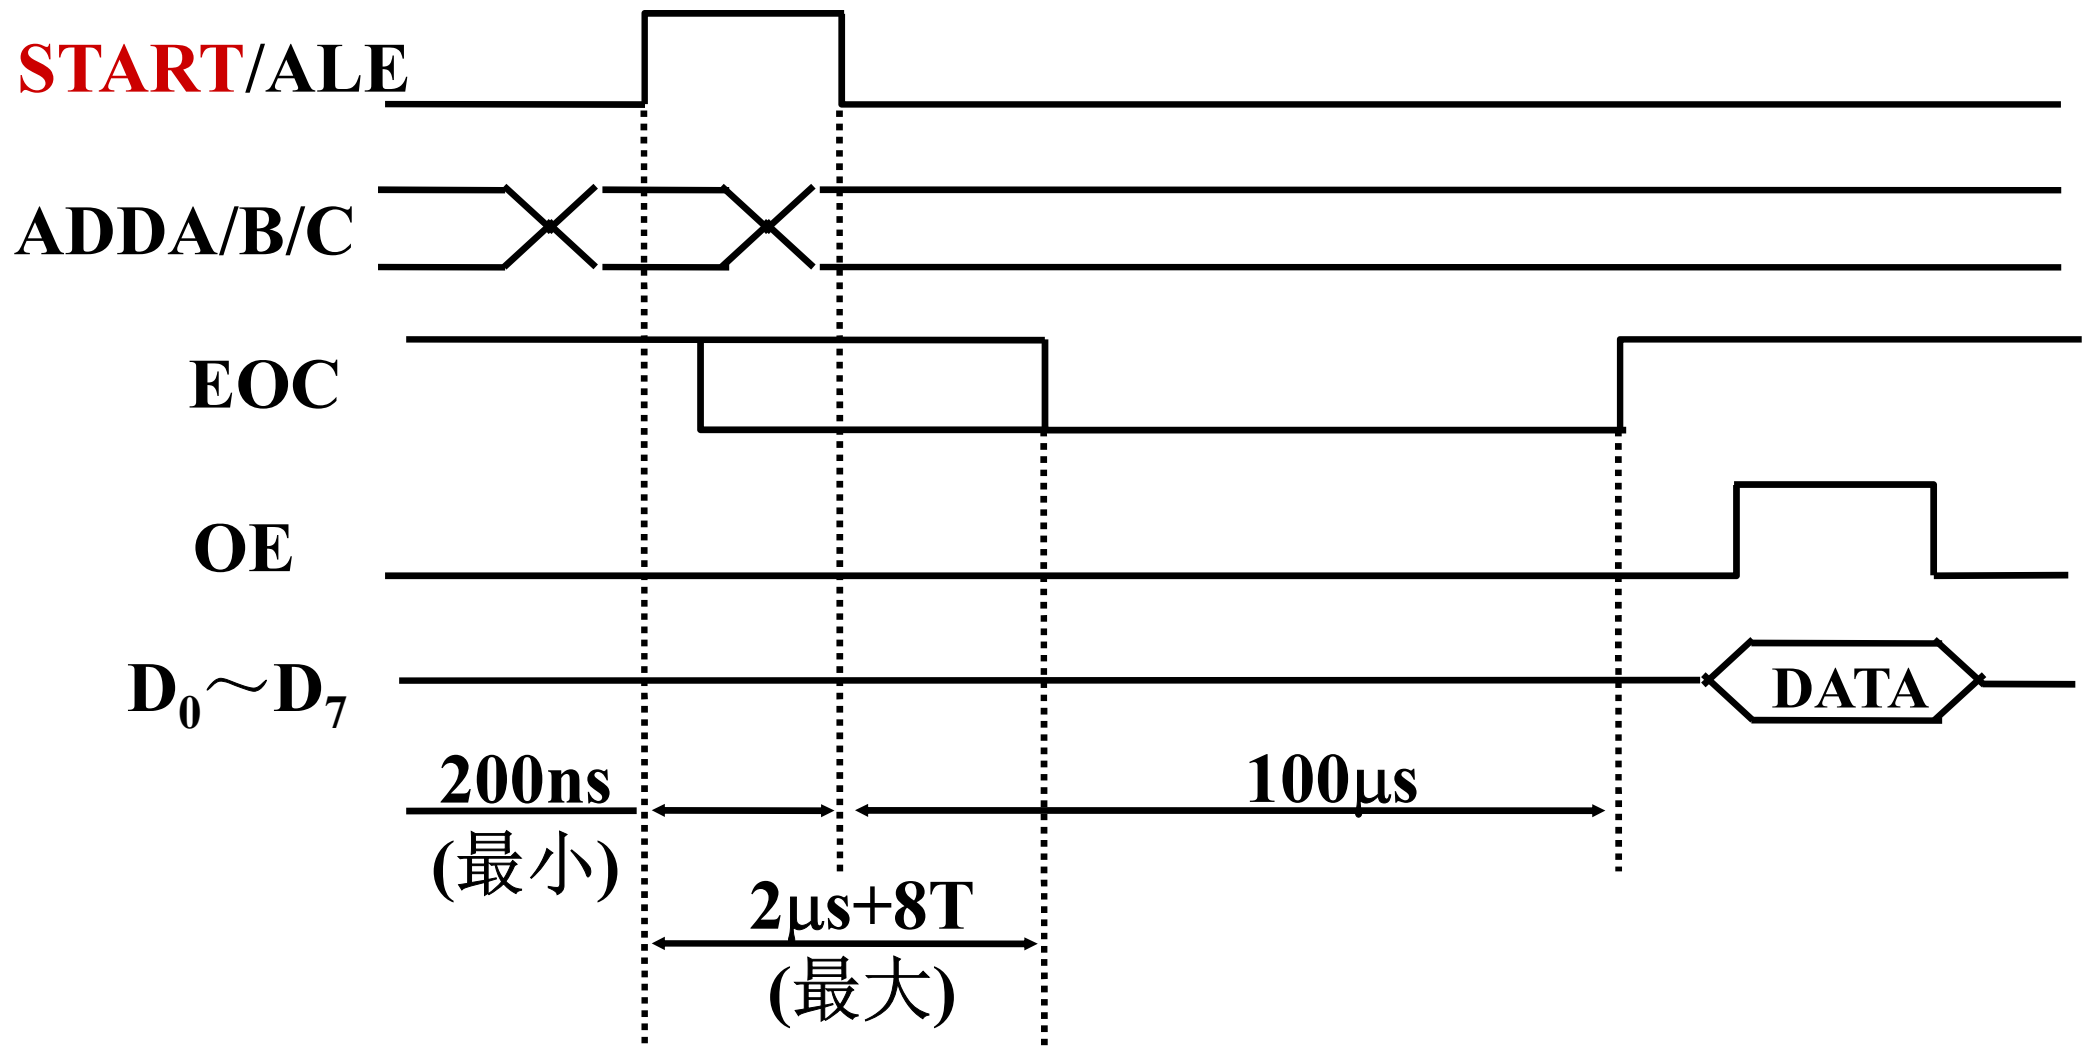 START/ALE
ADDA/B/C
EOC
OE
D₀～D₇
DATA
200ns
100μs
(最小)
2μs+8T
(最大)